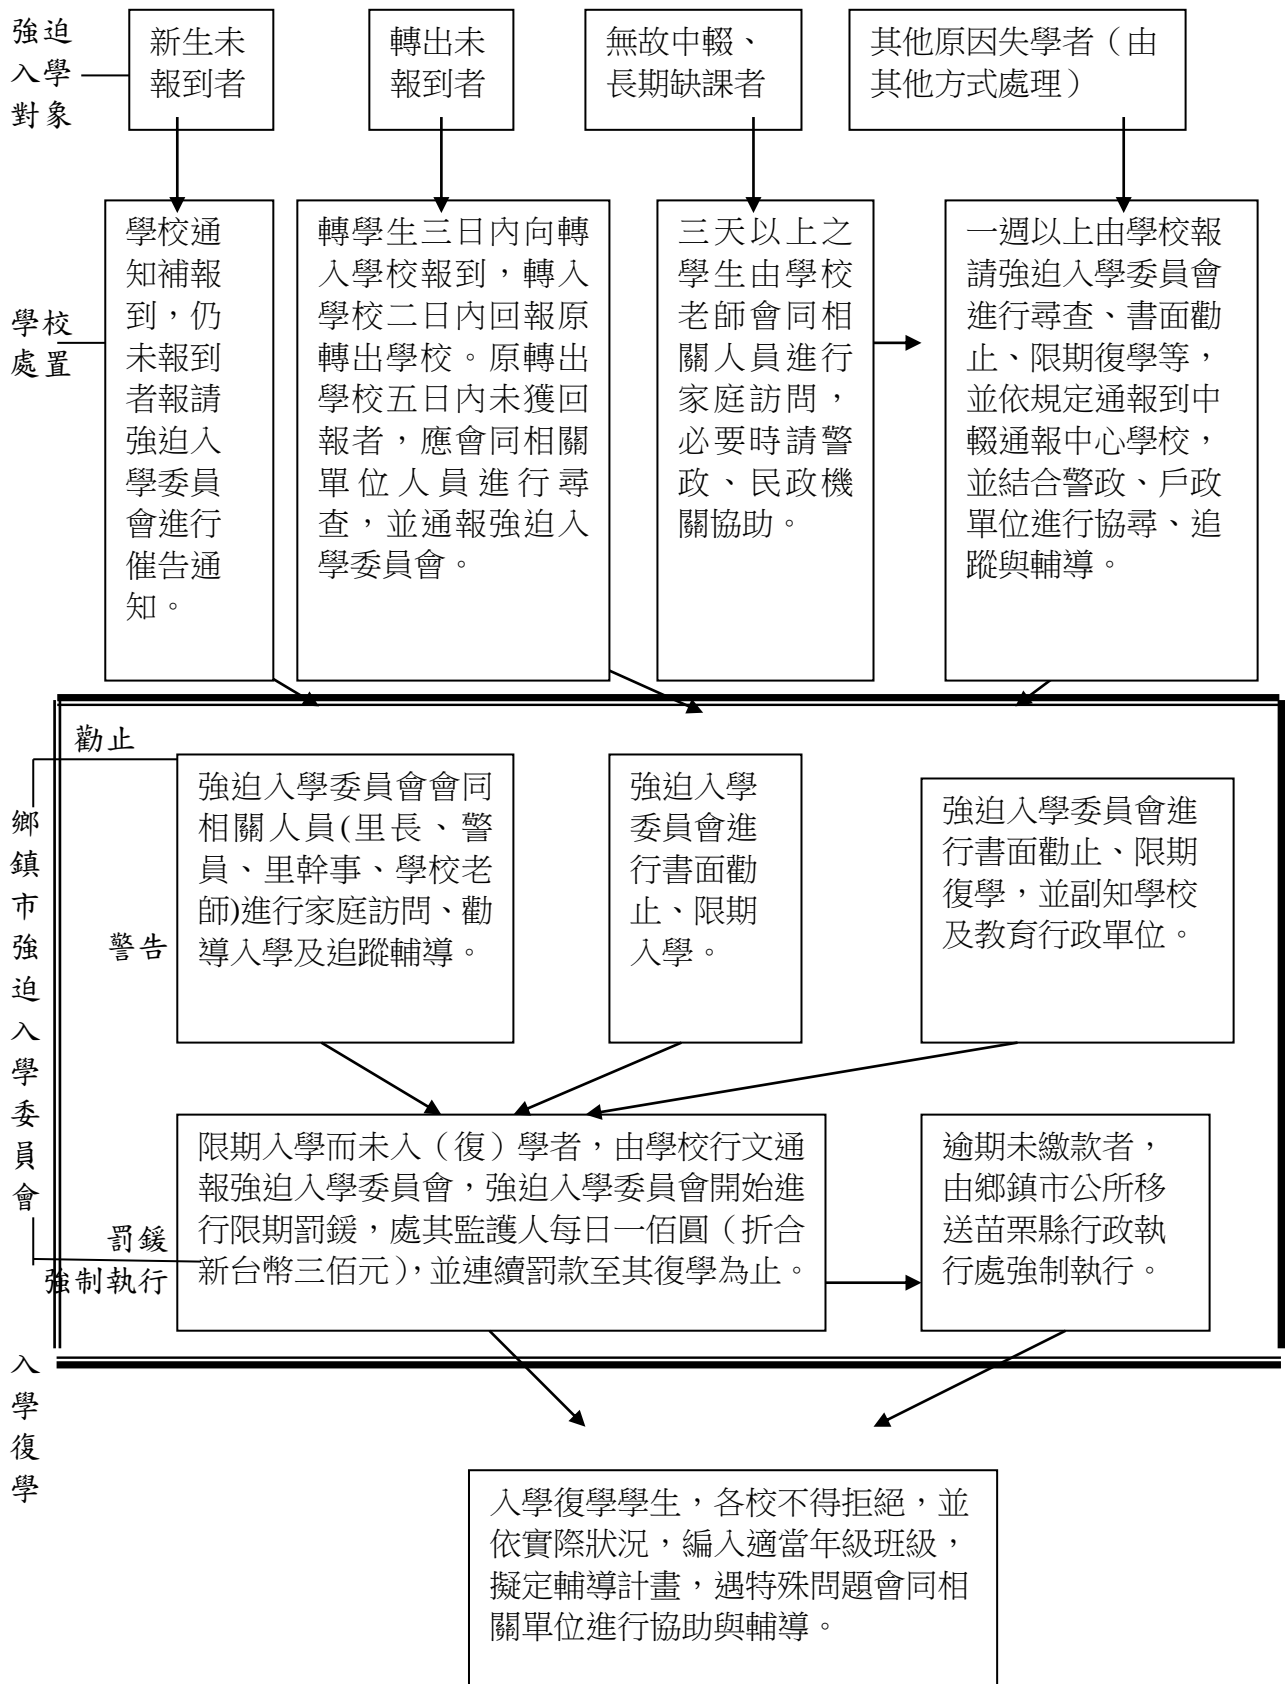 強迫
入學
對象
新生未
報到者
轉出未
報到者
無故中輟、
長期缺課者
其他原因失學者（由
其他方式處理）
學校
處置
學校通
知補報
到，仍
未報到
者報請
強迫入
學委員
會進行
催告通
知。
轉學生三日內向轉
入學校報到，轉入
學校二日內回報原
轉出學校。原轉出
學校五日內未獲回
報者，應會同相關
單位人員進行尋
查，並通報強迫入
學委員會。
三天以上之
學生由學校
老師會同相
關人員進行
家庭訪問，
必要時請警
政、民政機
關協助。
一週以上由學校報
請強迫入學委員會
進行尋查、書面勸
止、限期復學等，
並依規定通報到中
輟通報中心學校，
並結合警政、戶政
單位進行協尋、追
蹤與輔導。
鄉鎮市強迫入學委員會
勸止
警告
強迫入學委員會會同
相關人員(里長、警
員、里幹事、學校老
師)進行家庭訪問、勸
導入學及追蹤輔導。
強迫入學
委員會進
行書面勸
止、限期
入學。
強迫入學委員會進
行書面勸止、限期
復學，並副知學校
及教育行政單位。
罰鍰
強制執行
限期入學而未入（復）學者，由學校行文通
報強迫入學委員會，強迫入學委員會開始進
行限期罰鍰，處其監護人每日一佰圓（折合
新台幣三佰元），並連續罰款至其復學為止。
逾期未繳款者，
由鄉鎮市公所移
送苗栗縣行政執
行處強制執行。
入學復學
入學復學學生，各校不得拒絕，並
依實際狀況，編入適當年級班級，
擬定輔導計畫，遇特殊問題會同相
關單位進行協助與輔導。